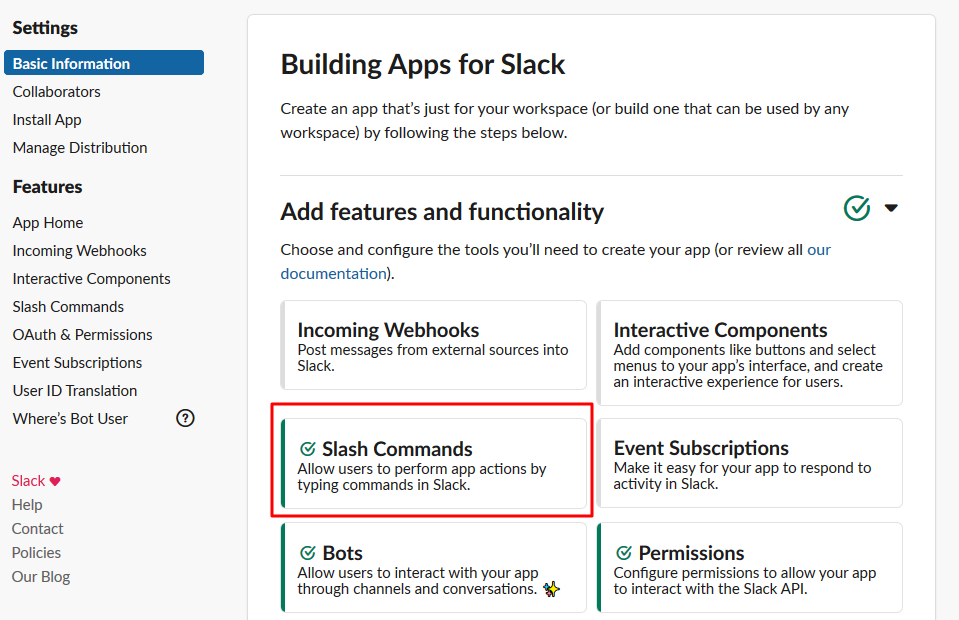 Settings
Basic Information
Collaborators
Install App
Manage Distribution
Features
App Home
Incoming Webhooks
Interactive Components
Slash Commands
OAuth & Permissions
Event Subscriptions
User ID Translation
Where's Bot User
?
Slack
Help
Contact
Policies
Our Blog
Building Apps for Slack
Create an app that's just for your workspace (or build one that can be used by any
workspace) by following the steps below.
Add features and functionality
Choose and configure the tools you'll need to create your app (or review all our
documentation).
Incoming Webhooks
Post messages from external sources into
Slack.
Interactive Components
Add components like buttons and select
menus to your app's interface, and create
an interactive experience for users.
Slash Commands
Allow users to perform app actions by
typing commands in Slack.
Event Subscriptions
Make it easy for your app to respond to
activity in Slack.
Bots
Allow users to interact with your app
through channels and conversations.
Permissions
Configure permissions to allow your app
to interact with the Slack API.